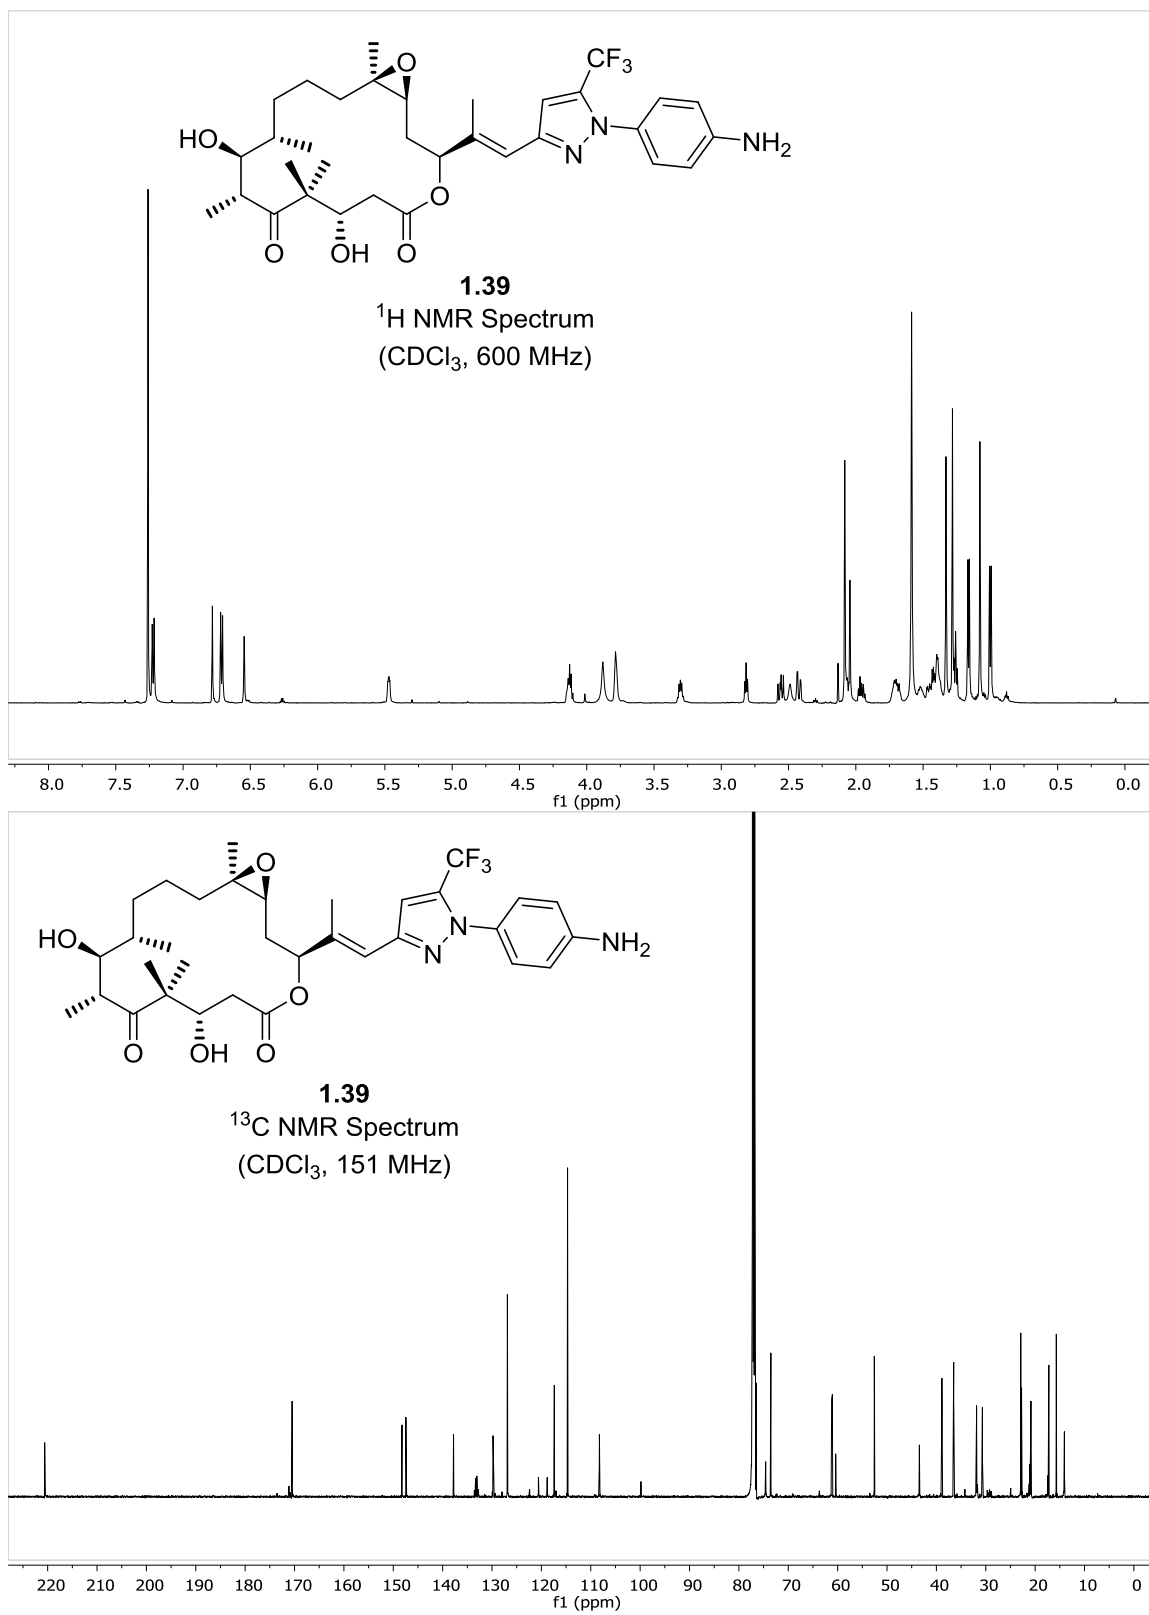 CF3
O
HO
N
N
NH2
O
O
OH
O
1.39
1H NMR Spectrum
(CDCl3, 600 MHz)
8.0 7.5 7.0 6.5 6.0 5.5 5.0 4.5 4.0 3.5 3.0 2.5 2.0 1.5 1.0 0.5 0.0
f1 (ppm)
CF3
O
HO
N
N
NH2
O
O
OH
O
1.39
13C NMR Spectrum
(CDCl3, 151 MHz)
220 210 200 190 180 170 160 150 140 130 120 110 100 90 80 70 60 50 40 30 20 10 0
f1 (ppm)